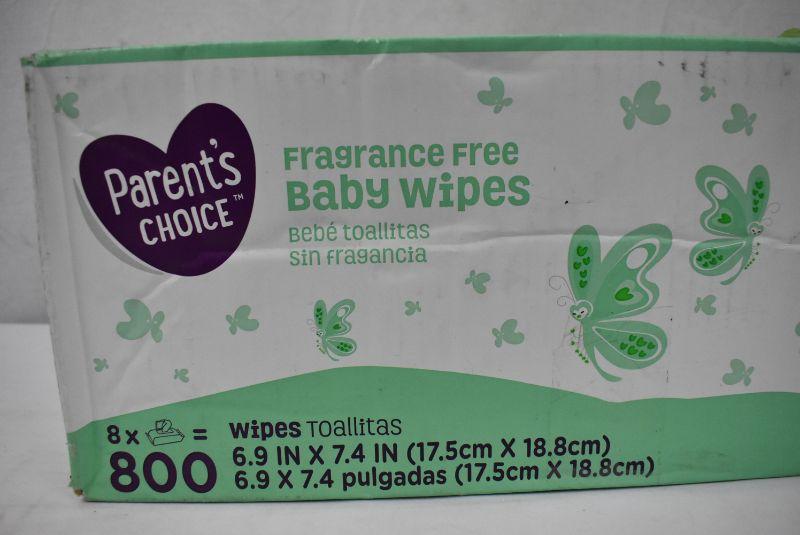 Parent's
CHOICE™
Fragrance Free
Baby Wipes
Bebé toallitas
sin fragancia
8 x =
800
Wipes Toallitas
6.9 IN X 7.4 IN (17.5cm X 18.8cm)
6.9 X 7.4 pulgadas (17.5cm X 18.8cm)